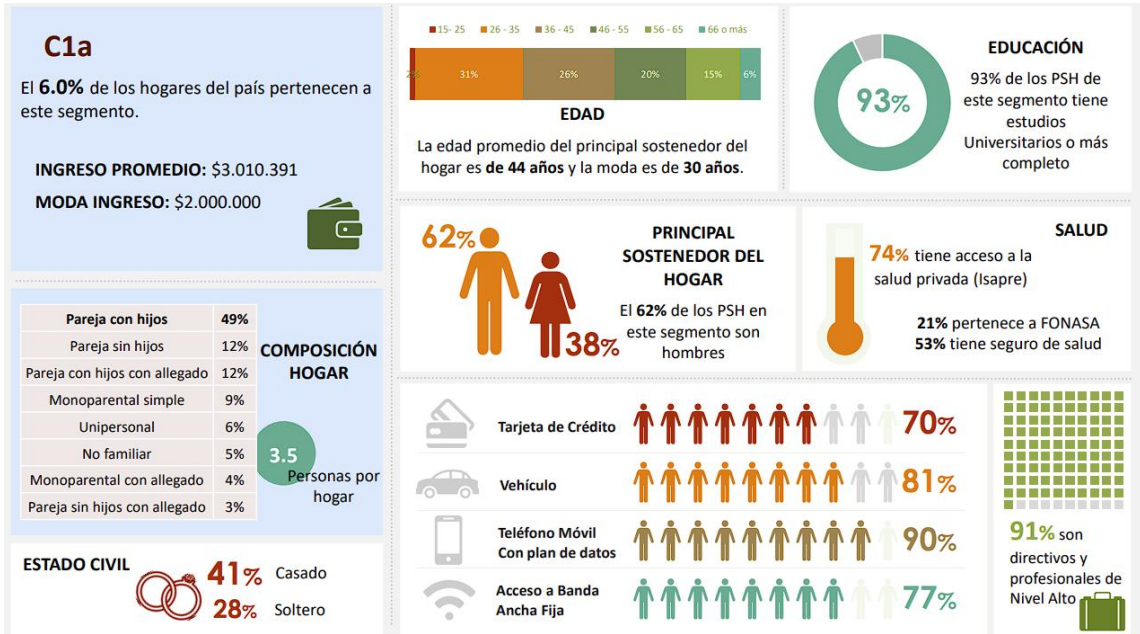 C1a
El 6.0% de los hogares del país pertenecen a
este segmento.
INGRESO PROMEDIO: $3.010.391
MODA INGRESO: $2.000.000
15- 25 26 - 35 36 - 45 46 - 55 56 - 65 66 o más
2% 31% 26% 20% 15% 6%
EDAD
La edad promedio del principal sostenedor del
hogar es de 44 años y la moda es de 30 años.
93%
EDUCACIÓN
93% de los PSH de
este segmento tiene
estudios
Universitarios o más
completo
62%
38%
PRINCIPAL
SOSTENEDOR DEL
HOGAR
El 62% de los PSH en
este segmento son
hombres
SALUD
74% tiene acceso a la
salud privada (Isapre)
21% pertenece a FONASA
53% tiene seguro de salud
Pareja con hijos 49%
Pareja sin hijos 12%
Pareja con hijos con allegado 12%
Monoparental simple 9%
Unipersonal 6%
No familiar 5%
Monoparental con allegado 4%
Pareja sin hijos con allegado 3%
COMPOSICIÓN
HOGAR
3.5
Personas por
hogar
ESTADO CIVIL
41% Casado
28% Soltero
Tarjeta de Crédito 70%
Vehículo 81%
Teléfono Móvil
Con plan de datos 90%
Acceso a Banda
Ancha Fija 77%
91% son
directivos y
profesionales de
Nivel Alto